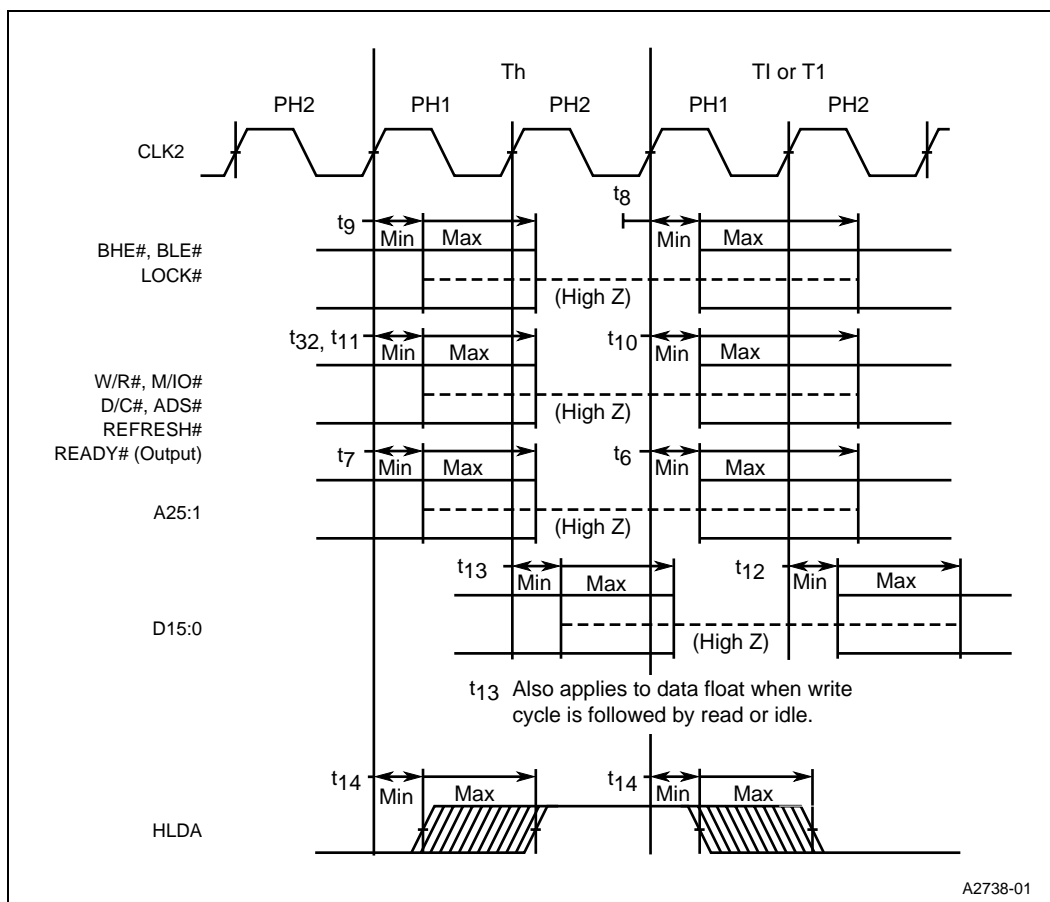 Th TI or T1
PH2 PH1 PH2 PH1 PH2
CLK2
t9 Min Max t8 Min Max
BHE#, BLE#
LOCK#
(High Z)
t32, t11 Min Max t10 Min Max
W/R#, M/IO#
D/C#, ADS#
REFRESH#
READY# (Output)
(High Z)
t7 Min Max t6 Min Max
A25:1
(High Z)
t13 Min Max t12 Min Max
D15:0
(High Z)
t13 Also applies to data float when write
cycle is followed by read or idle.
t14 Min Max t14 Min Max
HLDA
A2738-01